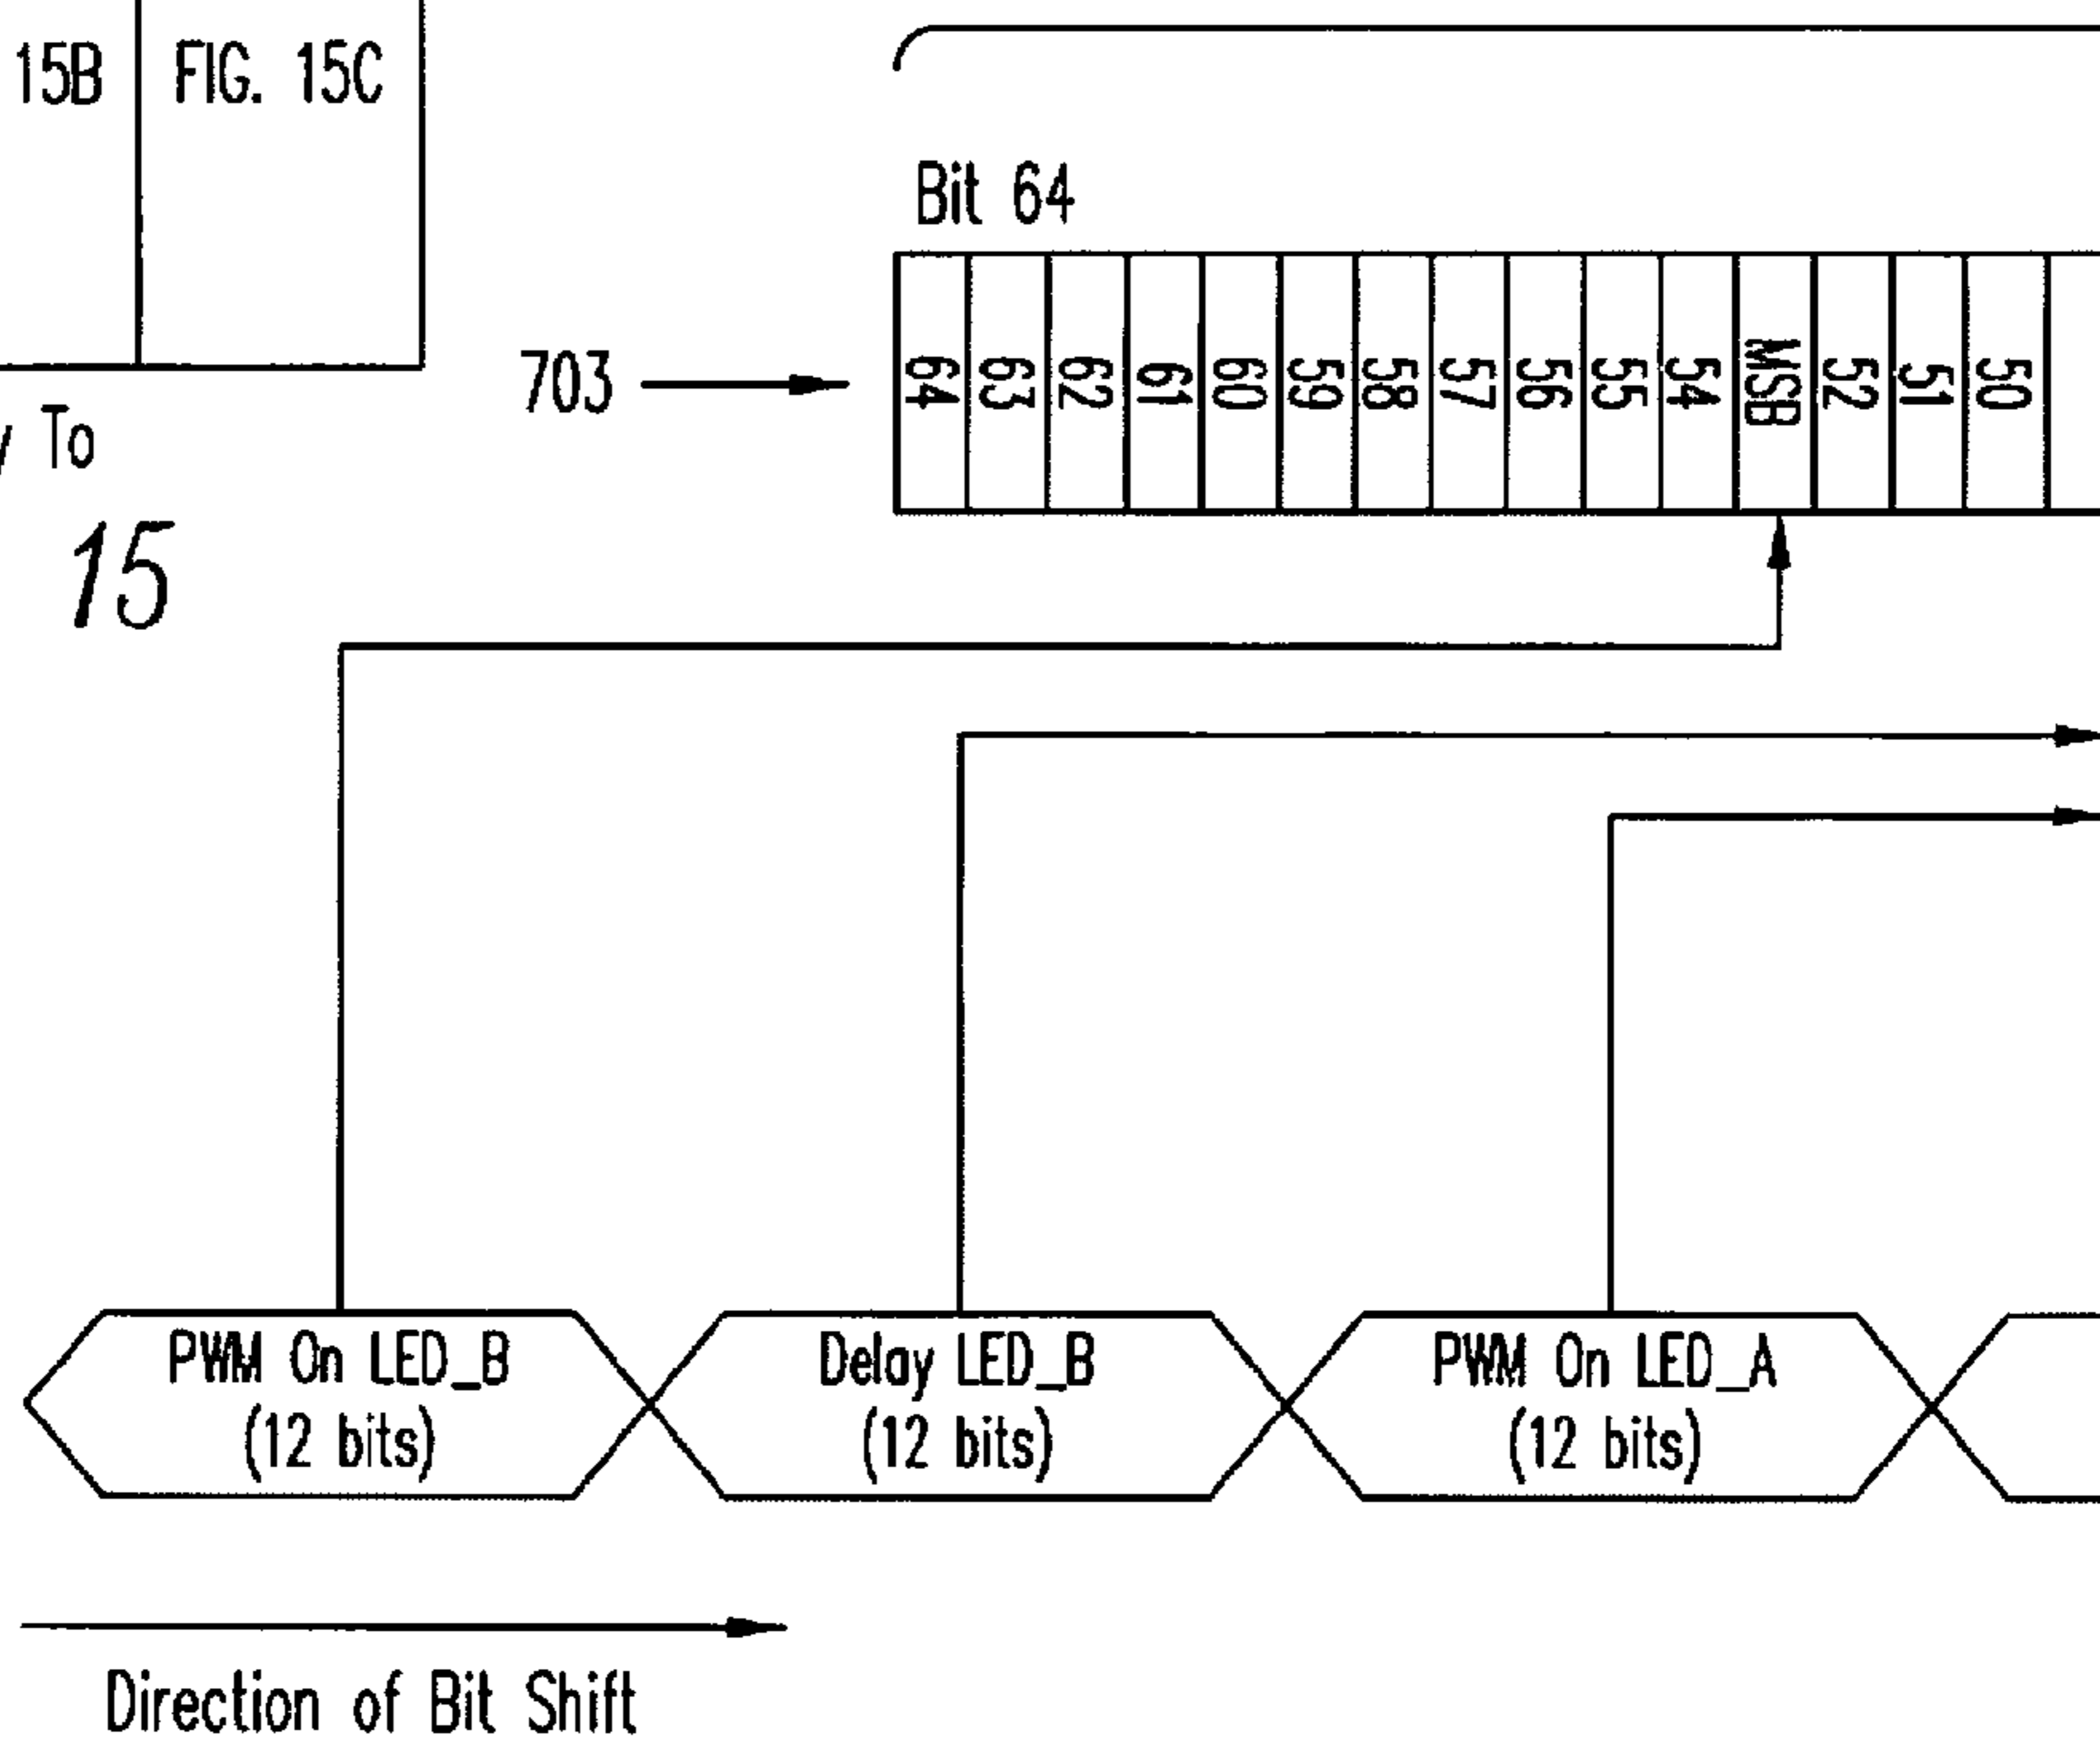 15B
FIG. 15C
To
15
Bit 64
703
64 63 62 61 60 59 58 57 56 55 54 MSB 52 51 50
PWM On LED_B
(12 bits)
Delay LED_B
(12 bits)
PWM On LED_A
(12 bits)
Direction of Bit Shift